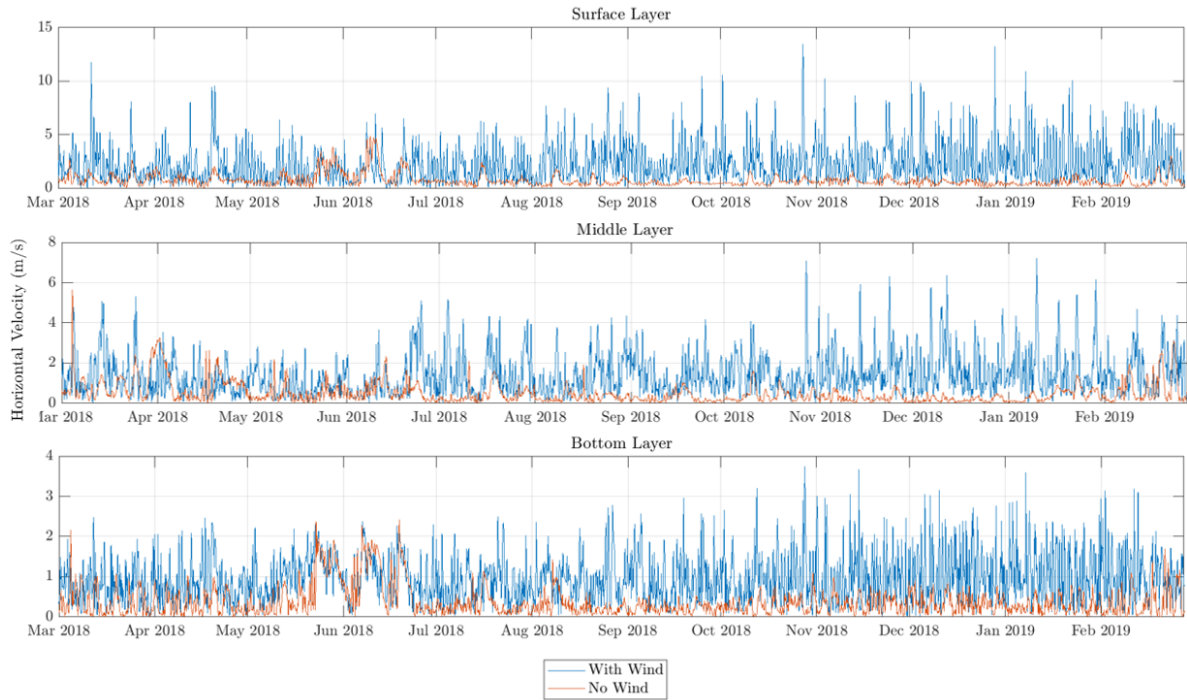 Surface Layer
15
10
5
0
Mar 2018 Apr 2018 May 2018 Jun 2018 Jul 2018 Aug 2018 Sep 2018 Oct 2018 Nov 2018 Dec 2018 Jan 2019 Feb 2019
Middle Layer
Horizontal Velocity (m/s)
8
6
4
2
0
Iar 2018 Apr 2018 May 2018 Jun 2018 Jul 2018 Aug 2018 Sep 2018 Oct 2018 Nov 2018 Dec 2018 Jan 2019 Feb 2019
Bottom Layer
4
3
2
1
0
Mar 2018 Apr 2018 May 2018 Jun 2018 Jul 2018 Aug 2018 Sep 2018 Oct 2018 Nov 2018 Dec 2018 Jan 2019 Feb 2019
With Wind
No Wind